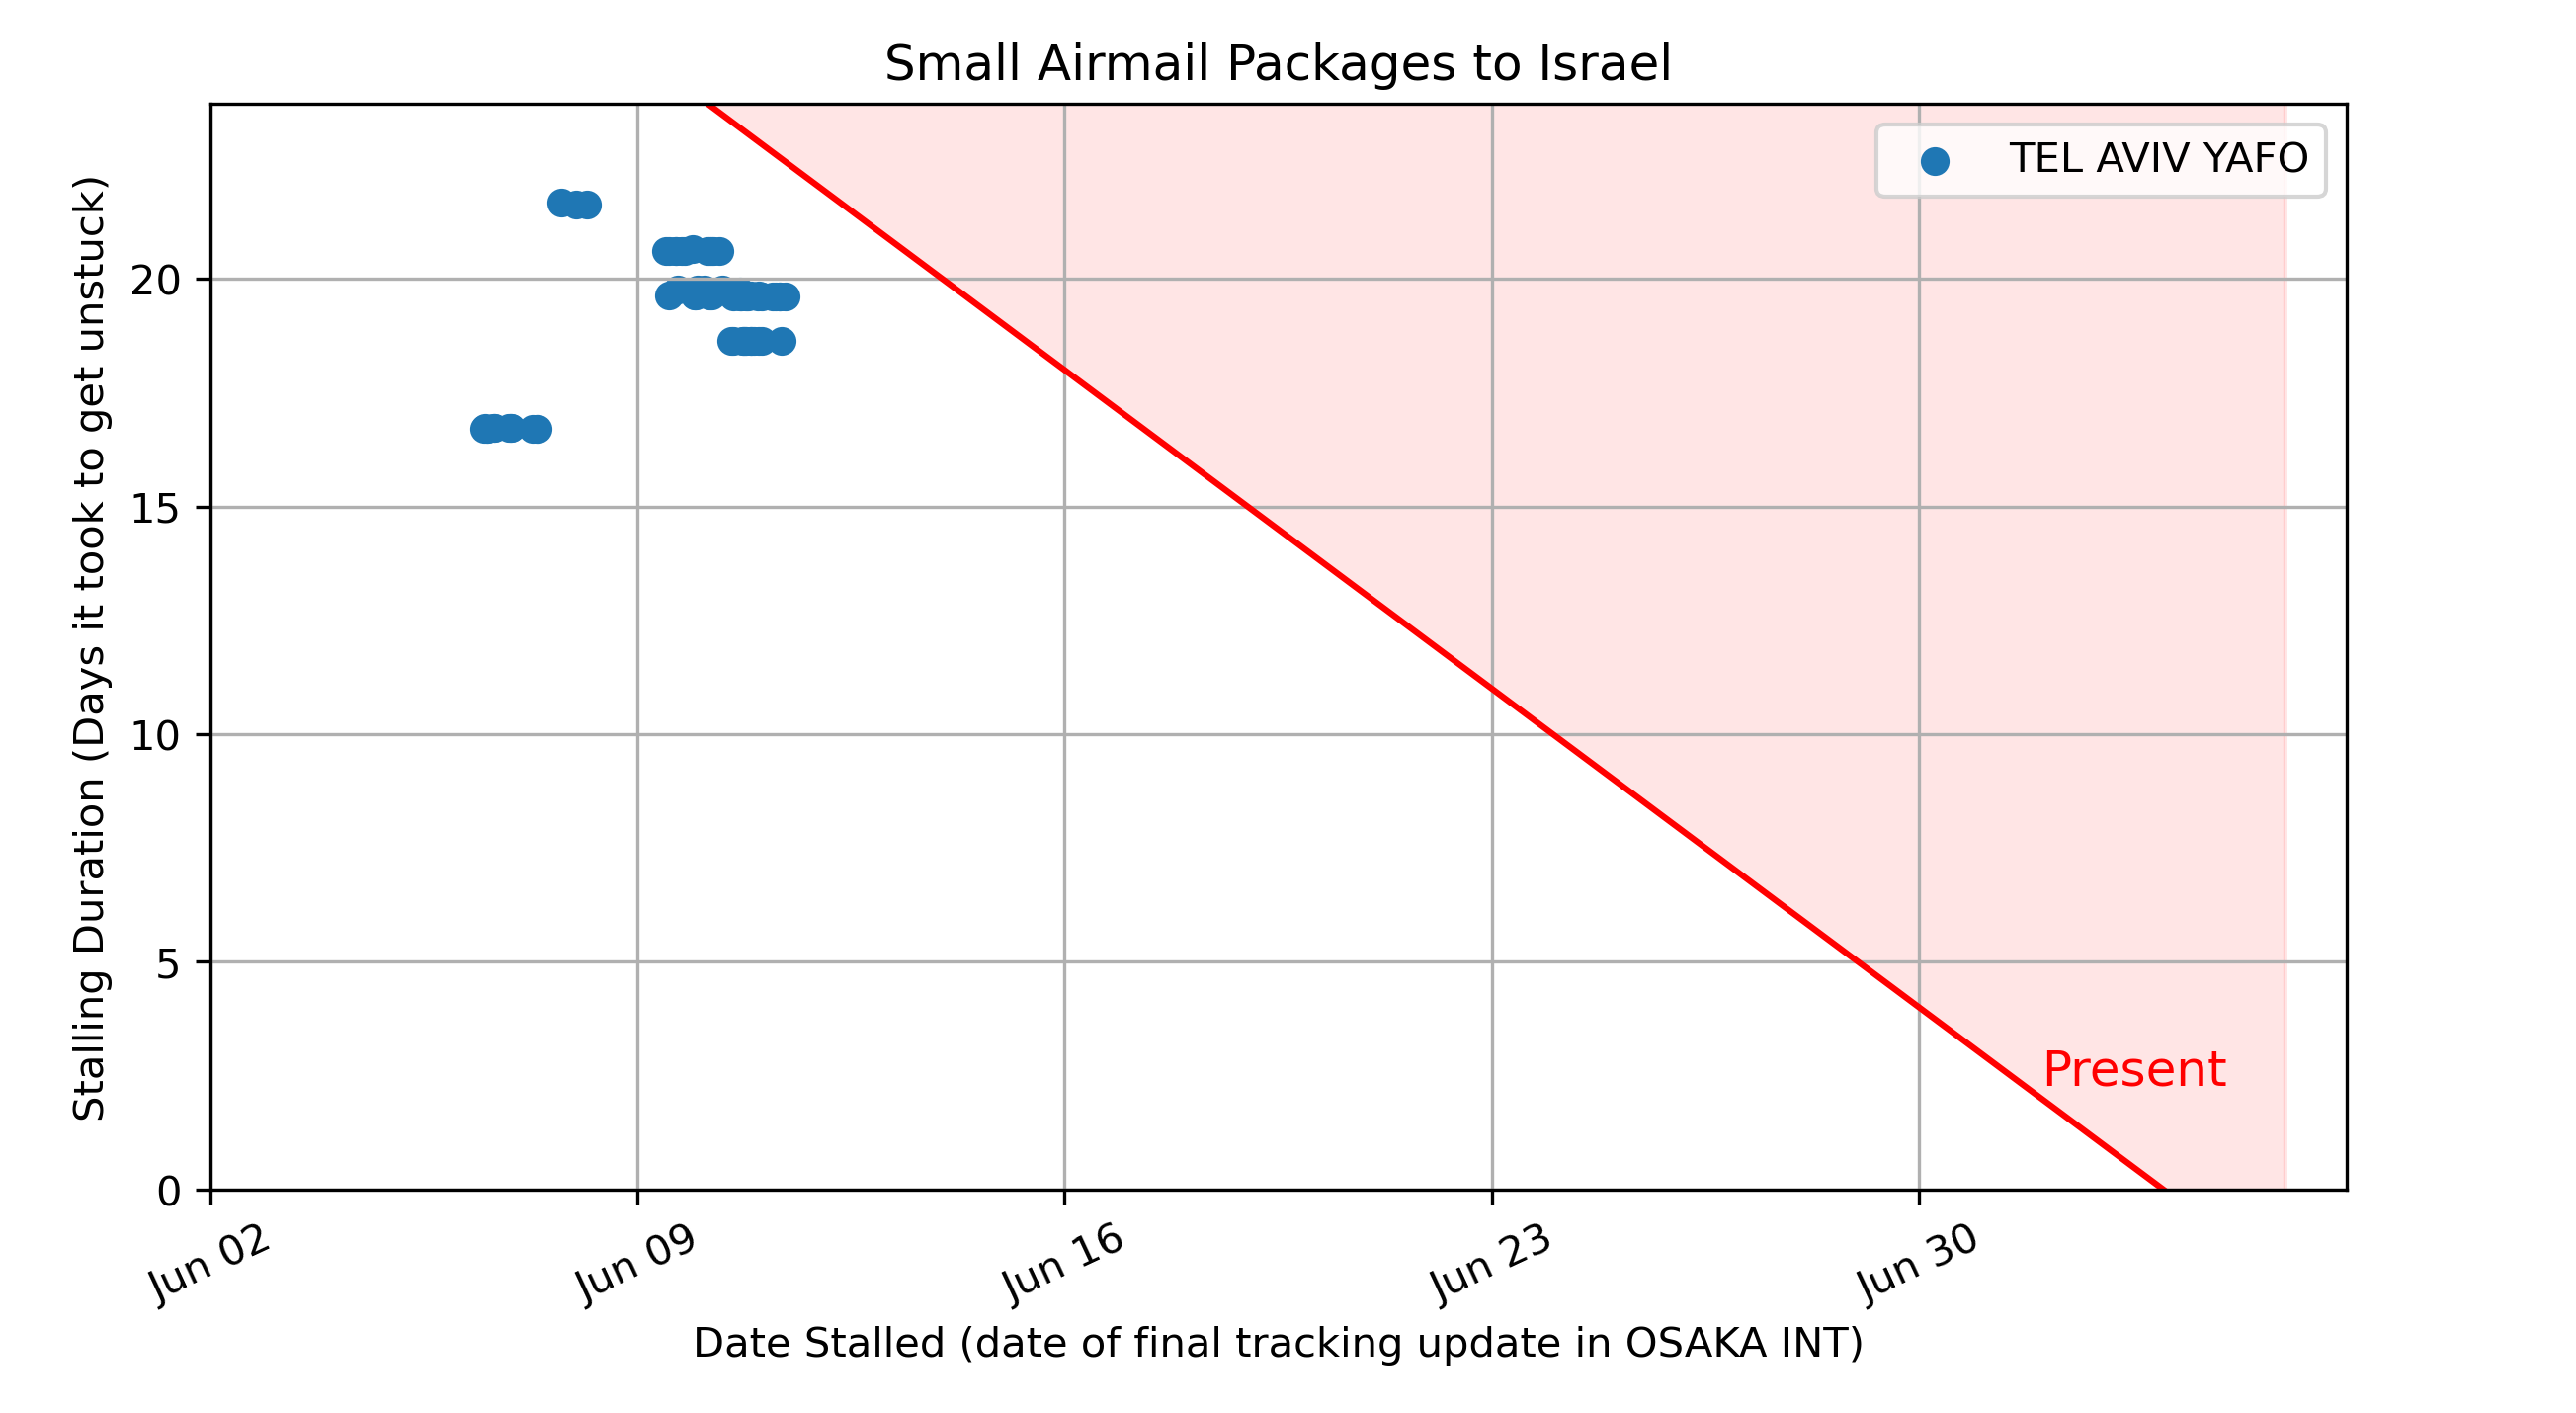 Small Airmail Packages to Israel
TEL AVIV YAFO
Stalling Duration (Days it took to get unstuck)
20
15
10
5
0
Present
Jun 02
Jun 09
Jun 16
Jun 23
Jun 30
Date Stalled (date of final tracking update in OSAKA INT)